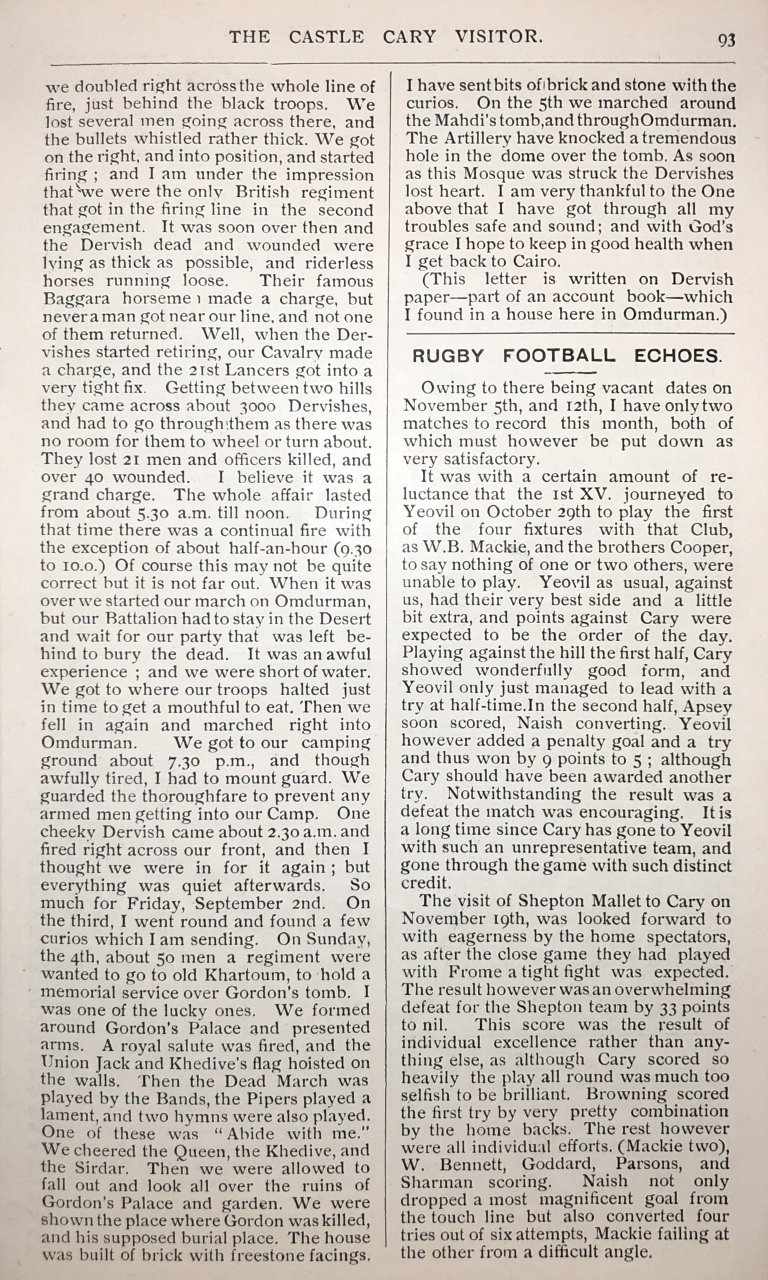 THE CASTLE CARY VISITOR. 93
we doubled right across the whole line of
fire, just behind the black troops. We
lost several men going across there, and
the bullets whistled rather thick. We got
on the right, and into position, and started
firing ; and I am under the impression
that we were the only British regiment
that got in the firing line in the second
engagement. It was soon over then and
the Dervish dead and wounded were
lying as thick as possible, and riderless
horses running loose. Their famous
Baggara horsemen made a charge, but
never a man got near our line, and not one
of them returned. Well, when the Der-
vishes started retiring, our Cavalry made
a charge, and the 21st Lancers got into a
very tight fix. Getting between two hills
they came across about 3000 Dervishes,
and had to go through them as there was
no room for them to wheel or turn about.
They lost 21 men and officers killed, and
over 40 wounded. I believe it was a
grand charge. The whole affair lasted
from about 5.30 a.m. till noon. During
that time there was a continual fire with
the exception of about half-an-hour (9.30
to 10.0.) Of course this may not be quite
correct but it is not far out. When it was
over we started our march on Omdurman,
but our Battalion had to stay in the Desert
and wait for our party that was left be-
hind to bury the dead. It was an awful
experience ; and we were short of water.
We got to where our troops halted just
in time to get a mouthful to eat. Then we
fell in again and marched right into
Omdurman. We got to our camping
ground about 7.30 p.m., and though
awfully tired, I had to mount guard. We
guarded the thoroughfare to prevent any
armed men getting into our Camp. One
cheeky Dervish came about 2.30 a.m. and
fired right across our front, and then I
thought we were in for it again ; but
everything was quiet afterwards. So
much for Friday, September 2nd. On
the third, I went round and found a few
curios which I am sending. On Sunday,
the 4th, about 50 men a regiment were
wanted to go to old Khartoum, to hold a
memorial service over Gordon's tomb. I
was one of the lucky ones. We formed
around Gordon's Palace and presented
arms. A royal salute was fired, and the
Union Jack and Khedive's flag hoisted on
the walls. Then the Dead March was
played by the Bands, the Pipers played a
lament, and two hymns were also played.
One of these was "Abide with me."
We cheered the Queen, the Khedive, and
the Sirdar. Then we were allowed to
fall out and look all over the ruins of
Gordon's Palace and garden. We were
shown the place where Gordon was killed,
and his supposed burial place. The house
was built of brick with freestone facings.
I have sent bits of brick and stone with the
curios. On the 5th we marched around
the Mahdi's tomb, and through Omdurman.
The Artillery have knocked a tremendous
hole in the dome over the tomb. As soon
as this Mosque was struck the Dervishes
lost heart. I am very thankful to the One
above that I have got through all my
troubles safe and sound; and with God's
grace I hope to keep in good health when
I get back to Cairo.
(This letter is written on Dervish
paper—part of an account book—which
I found in a house here in Omdurman.)
RUGBY FOOTBALL ECHOES.
Owing to there being vacant dates on
November 5th, and 12th, I have only two
matches to record this month, both of
which must however be put down as
very satisfactory.
It was with a certain amount of re-
luctance that the 1st XV. journeyed to
Yeovil on October 29th to play the first
of the four fixtures with that Club,
as W.B. Mackie, and the brothers Cooper,
to say nothing of one or two others, were
unable to play. Yeovil as usual, against
us, had their very best side and a little
bit extra, and points against Cary were
expected to be the order of the day.
Playing against the hill the first half, Cary
showed wonderfully good form, and
Yeovil only just managed to lead with a
try at half-time.In the second half, Apsey
soon scored, Naish converting. Yeovil
however added a penalty goal and a try
and thus won by 9 points to 5 ; although
Cary should have been awarded another
try. Notwithstanding the result was a
defeat the match was encouraging. It is
a long time since Cary has gone to Yeovil
with such an unrepresentative team, and
gone through the game with such distinct
credit.
The visit of Shepton Mallet to Cary on
November 19th, was looked forward to
with eagerness by the home spectators,
as after the close game they had played
with Frome a tight fight was expected.
The result however was an overwhelming
defeat for the Shepton team by 33 points
to nil. This score was the result of
individual excellence rather than any-
thing else, as although Cary scored so
heavily the play all round was much too
selfish to be brilliant. Browning scored
the first try by very pretty combination
by the home backs. The rest however
were all individual efforts. (Mackie two),
W. Bennett, Goddard, Parsons, and
Sharman scoring. Naish not only
dropped a most magnificent goal from
the touch line but also converted four
tries out of six attempts, Mackie failing at
the other from a difficult angle.